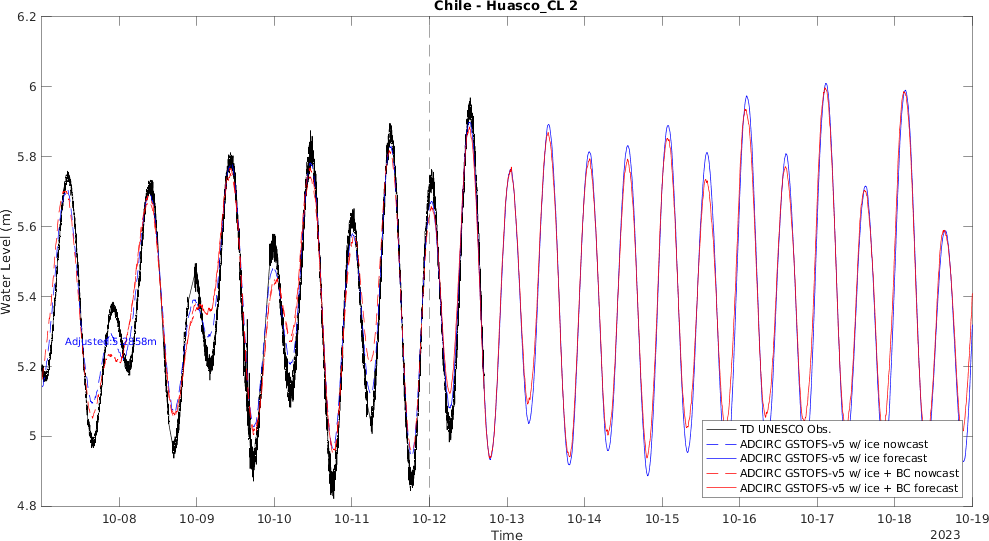 Chile - Huasco_CL 2
6.2
6
5.8
5.6
5.4
5.2
5
4.8
Water Level (m)
Adjusted:5.2858m
TD UNESCO Obs.
ADCIRC GSTOFS-v5 w/ ice nowcast
ADCIRC GSTOFS-v5 w/ ice forecast
ADCIRC GSTOFS-v5 w/ ice + BC nowcast
ADCIRC GSTOFS-v5 w/ ice + BC forecast
10-08 10-09 10-10 10-11 10-12 10-13 10-14 10-15 10-16 10-17 10-18 10-19
Time
2023